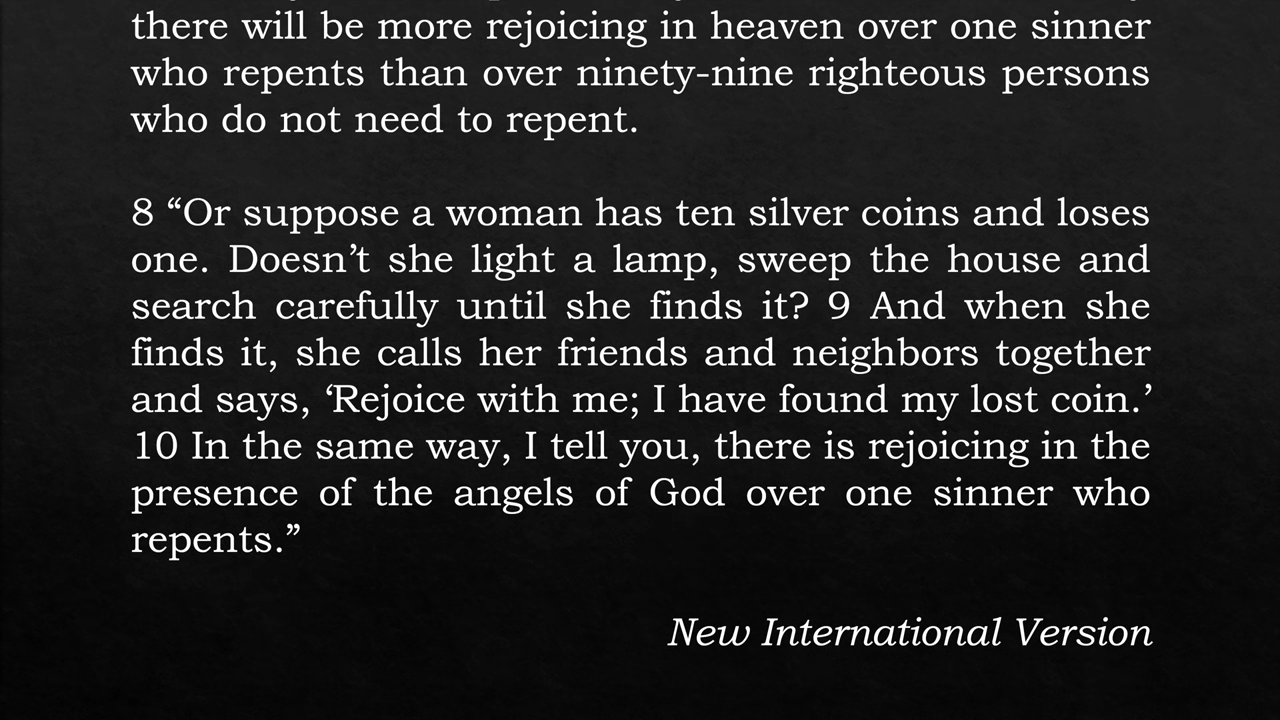 there will be more rejoicing in heaven over one sinner
who repents than over ninety-nine righteous persons
who do not need to repent.
8 “Or suppose a woman has ten silver coins and loses
one. Doesn’t she light a lamp, sweep the house and
search carefully until she finds it? 9 And when she
finds it, she calls her friends and neighbors together
and says, ‘Rejoice with me; I have found my lost coin.’
10 In the same way, I tell you, there is rejoicing in the
presence of the angels of God over one sinner who
repents.”
New International Version